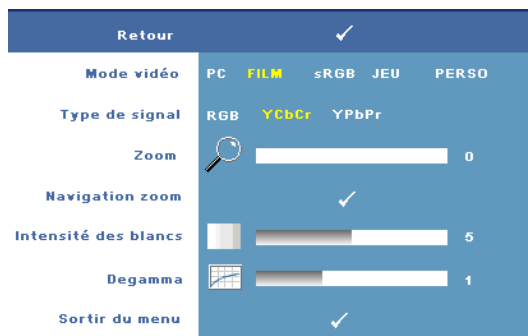 Retour
Mode vidéo PC FILM sRGB JEU PERSO
Type de signal RGB YCbCr YPbPr
Zoom 0
Navigation zoom
Intensité des blancs 5
Degamma 1
Sortir du menu